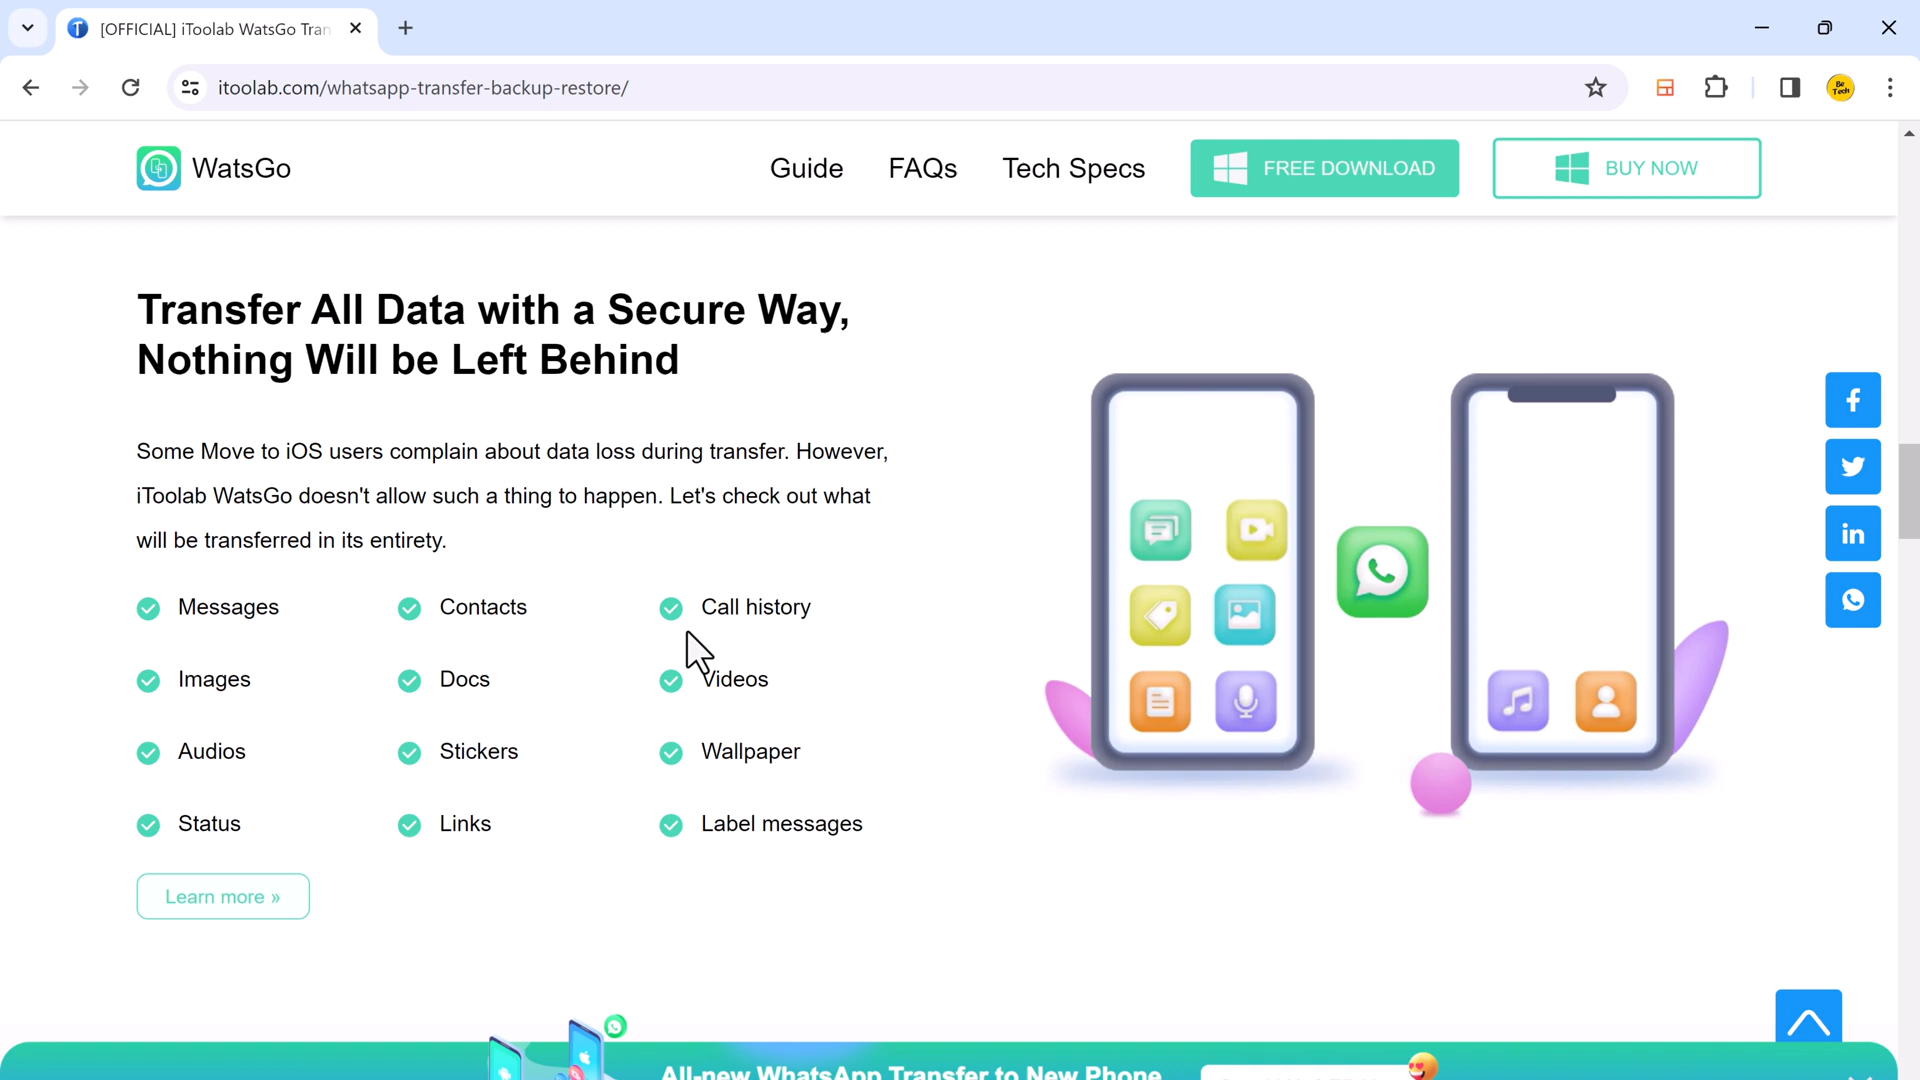 [OFFICIAL] iToolab WatsGo Tran
itoolab.com/whatsapp-transfer-backup-restore/
Be
Tech
WatsGo
Guide
FAQs
Tech Specs
FREE DOWNLOAD
BUY NOW
Transfer All Data with a Secure Way,
Nothing Will be Left Behind
Some Move to iOS users complain about data loss during transfer. However,
iToolab WatsGo doesn't allow such a thing to happen. Let's check out what
will be transferred in its entirety.
Messages
Contacts
Call history
Images
Docs
Videos
Audios
Stickers
Wallpaper
Status
Links
Label messages
Learn more »
All-new WhatsApp Transfer to New Phone